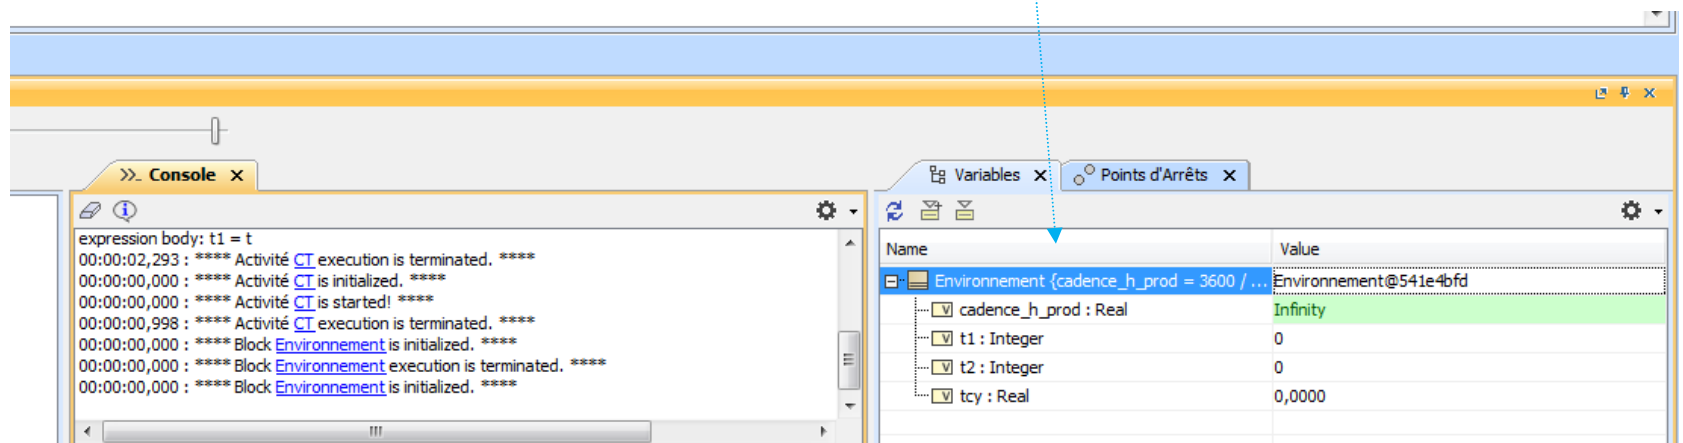 Console
expression body: t1 = t
00:00:02,293 : **** Activité CT execution is terminated. ****
00:00:00,000 : **** Activité CT is initialized. ****
00:00:00,000 : **** Activité CT is started! ****
00:00:00,998 : **** Activité CT execution is terminated. ****
00:00:00,000 : **** Block Environnement is initialized. ****
00:00:00,000 : **** Block Environnement execution is terminated. ****
00:00:00,000 : **** Block Environnement is initialized. ****
Variables
Points d'Arrêts
Name Value
Environnement {cadence_h_prod = 3600 / ... Environnement@541e4bfd
V cadence_h_prod : Real Infinity
V t1 : Integer 0
V t2 : Integer 0
V tcy : Real 0,0000